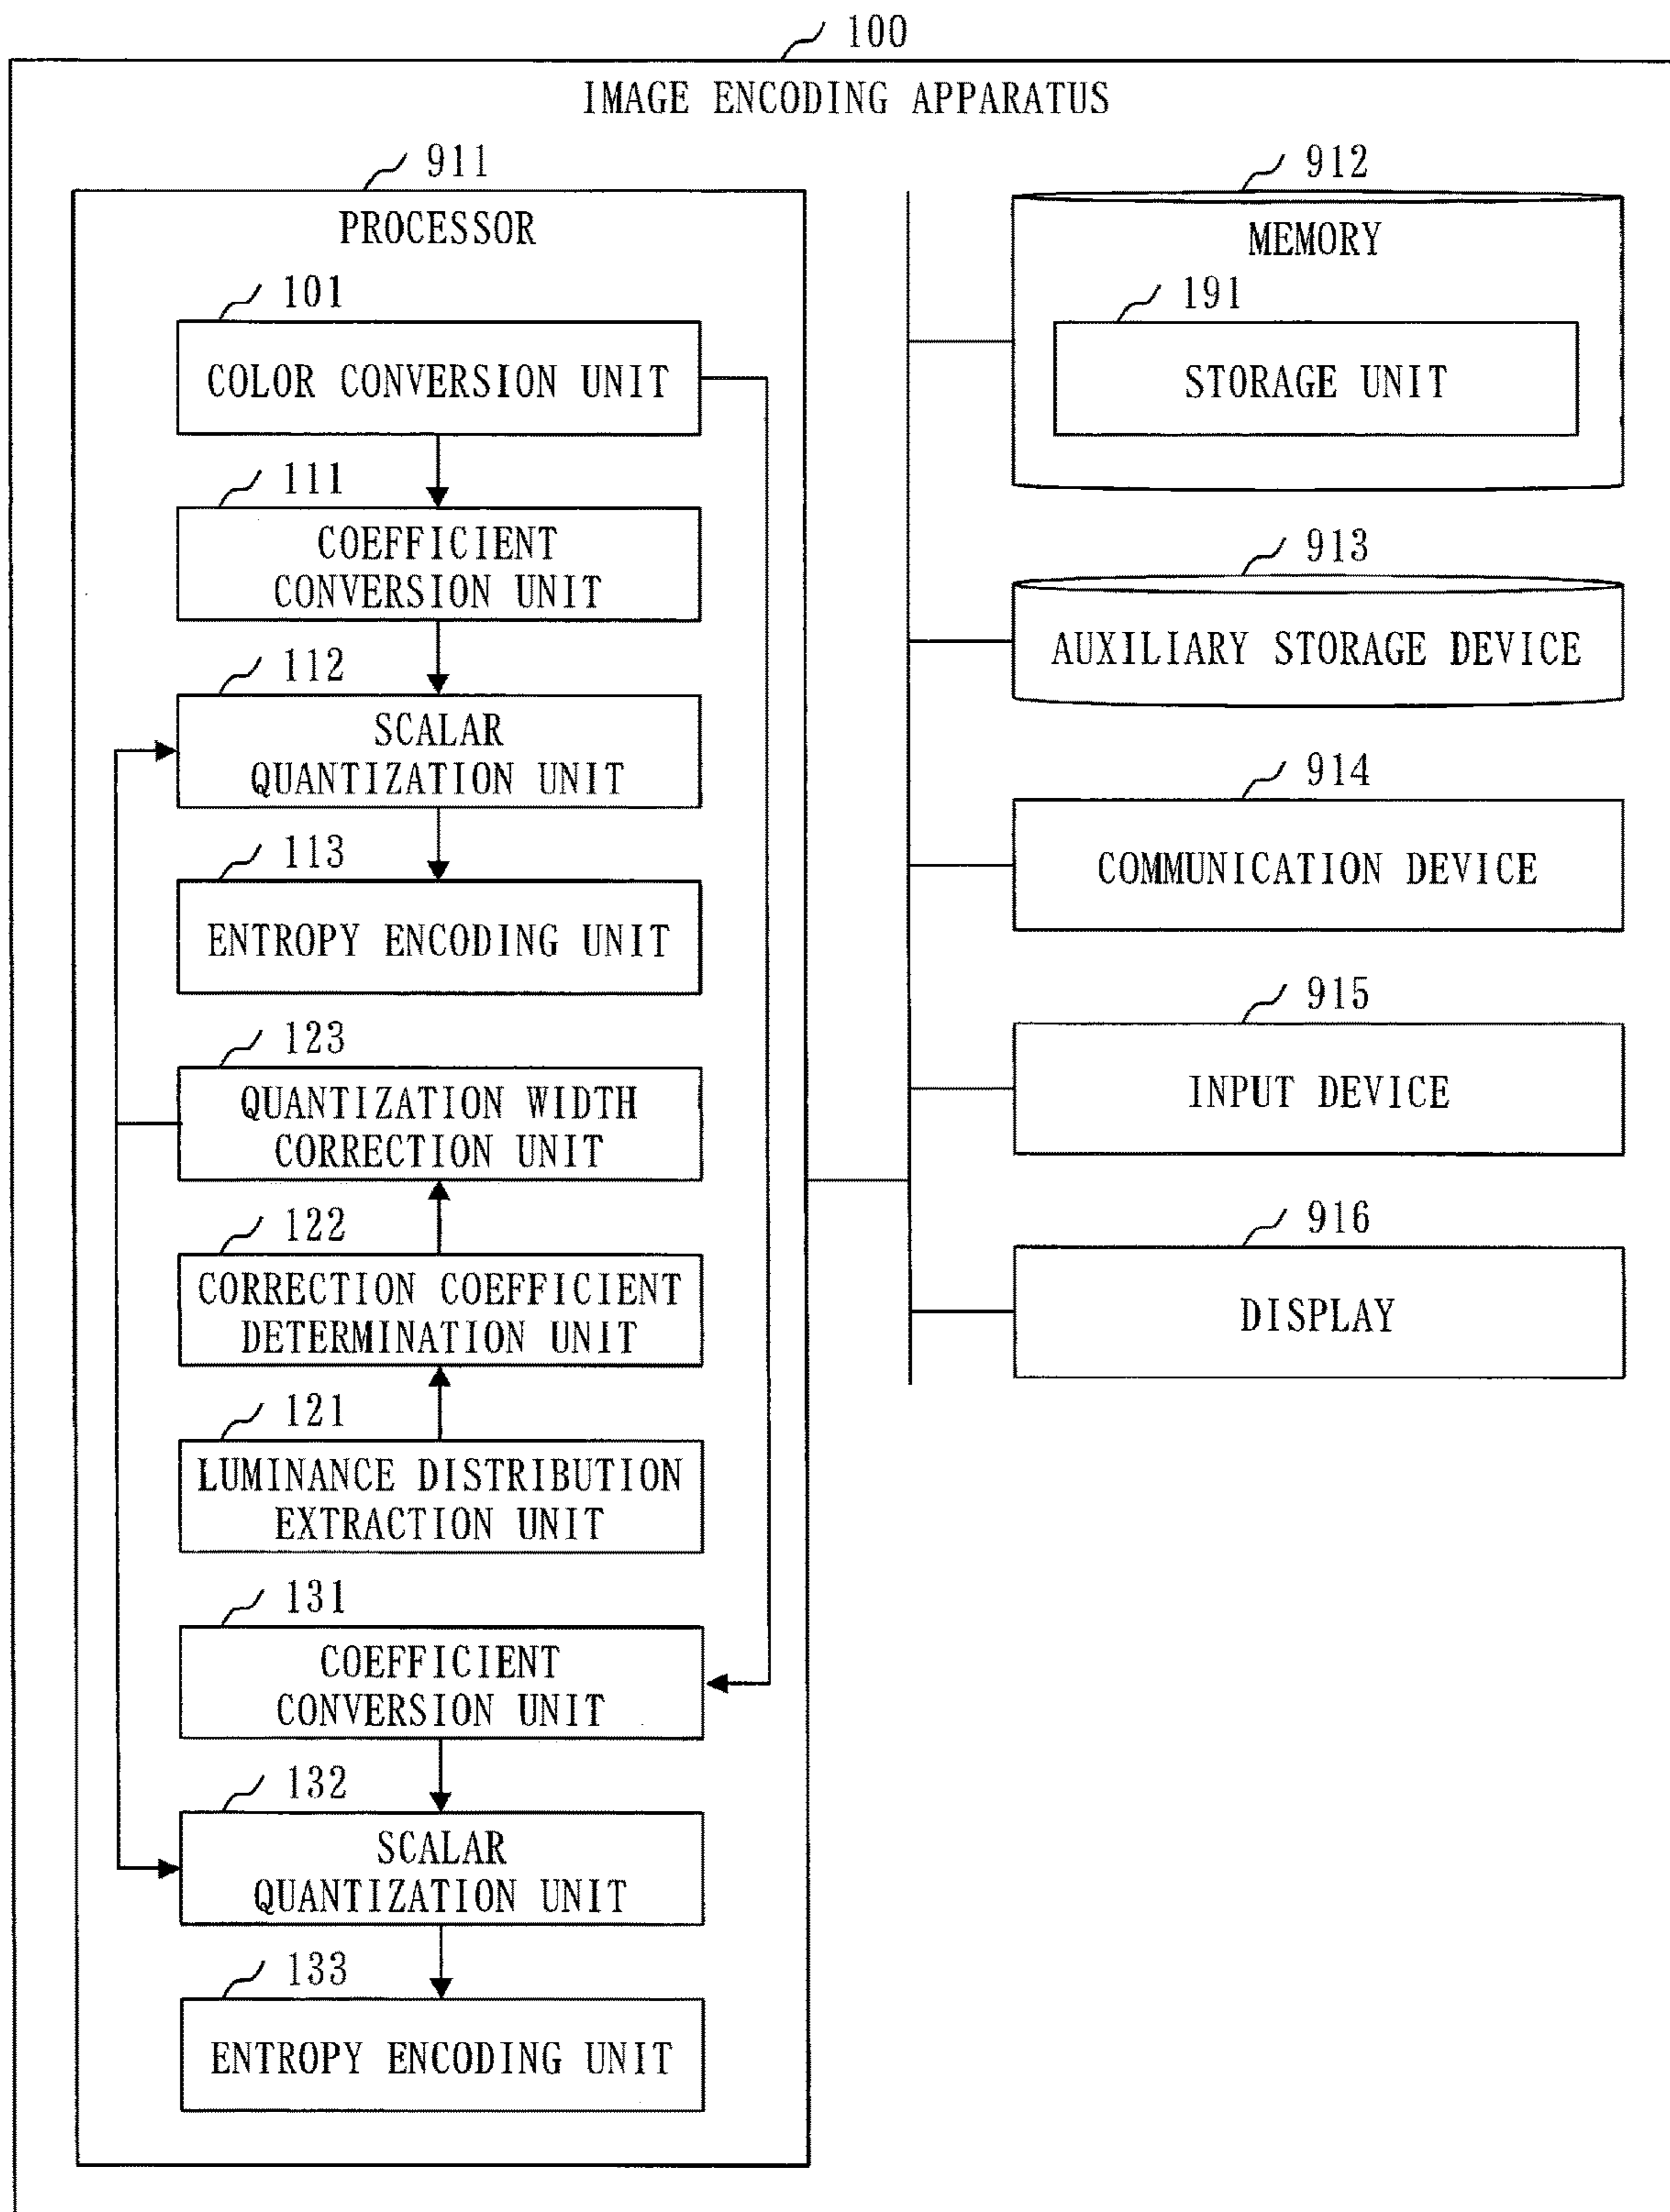 100
IMAGE ENCODING APPARATUS
911
PROCESSOR
101
COLOR CONVERSION UNIT
111
COEFFICIENT
CONVERSION UNIT
112
SCALAR
QUANTIZATION UNIT
113
ENTROPY ENCODING UNIT
123
QUANTIZATION WIDTH
CORRECTION UNIT
122
CORRECTION COEFFICIENT
DETERMINATION UNIT
121
LUMINANCE DISTRIBUTION
EXTRACTION UNIT
131
COEFFICIENT
CONVERSION UNIT
132
SCALAR
QUANTIZATION UNIT
133
ENTROPY ENCODING UNIT
912
MEMORY
191
STORAGE UNIT
913
AUXILIARY STORAGE DEVICE
914
COMMUNICATION DEVICE
915
INPUT DEVICE
916
DISPLAY